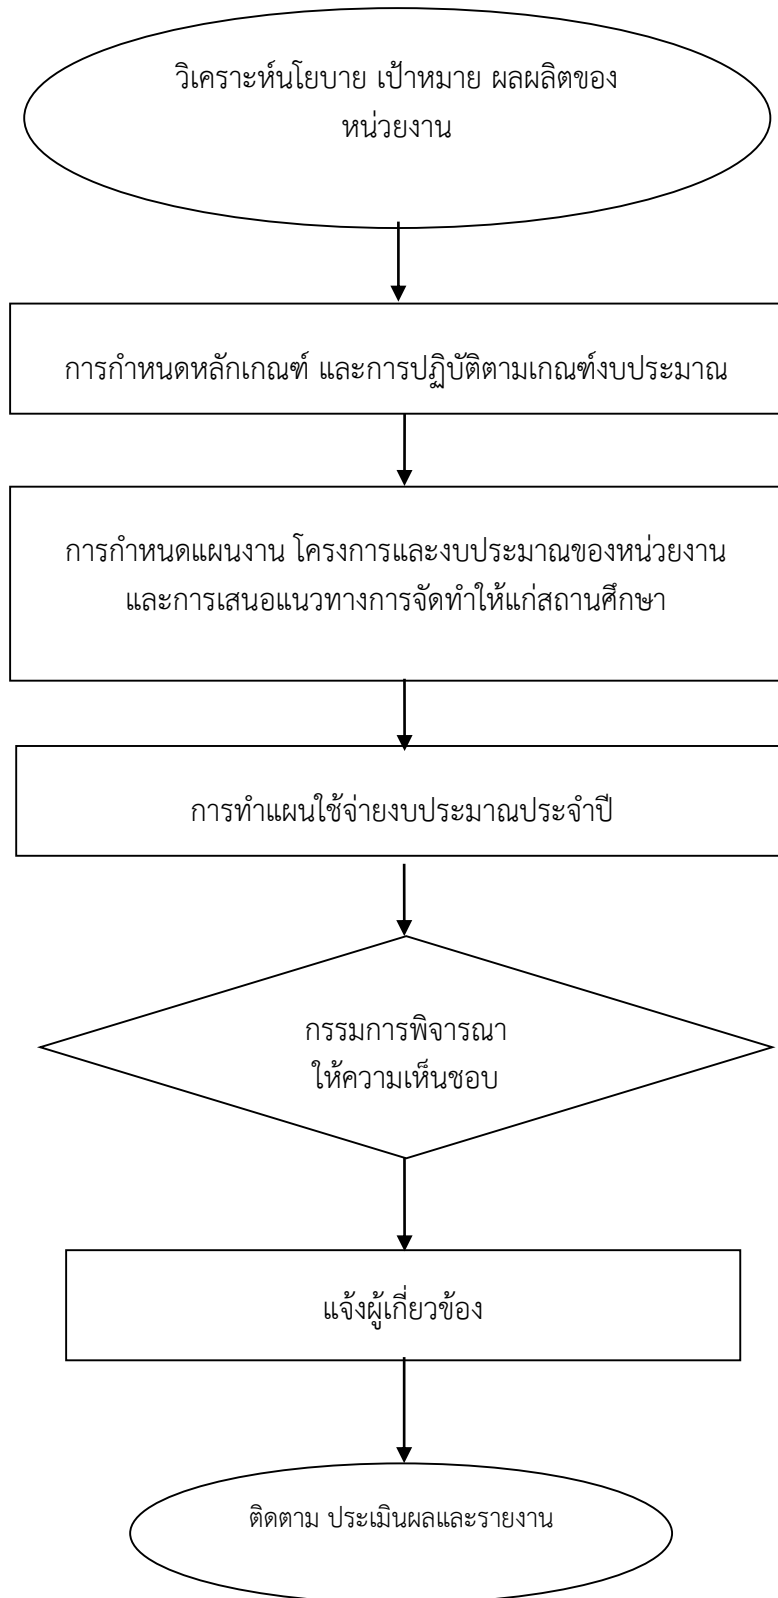 วิเคราะห์นโยบาย เป้าหมาย ผลผลิตของ
หน่วยงาน
การกำหนดหลักเกณฑ์ และการปฏิบัติตามเกณฑ์งบประมาณ
การกำหนดแผนงาน โครงการและงบประมาณของหน่วยงาน
และการเสนอแนวทางการจัดทำให้แก่สถานศึกษา
การทำแผนใช้จ่ายงบประมาณประจำปี
กรรมการพิจารณา
ให้ความเห็นชอบ
แจ้งผู้เกี่ยวข้อง
ติดตาม ประเมินผลและรายงาน